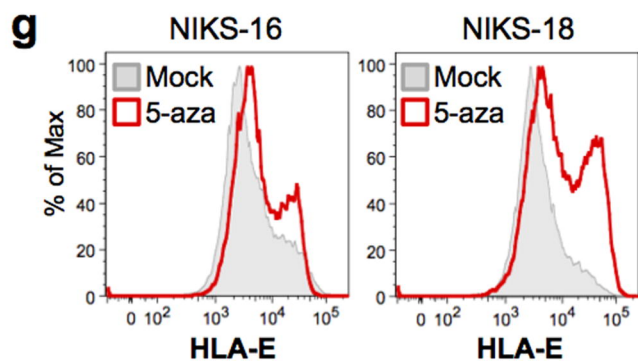 g
NIKS-16
Mock
5-aza
% of Max
100
80
60
40
20
0
0 10² 10³ 10⁴ 10⁵
HLA-E
NIKS-18
Mock
5-aza
100
80
60
40
20
0
0 10² 10³ 10⁴ 10⁵
HLA-E